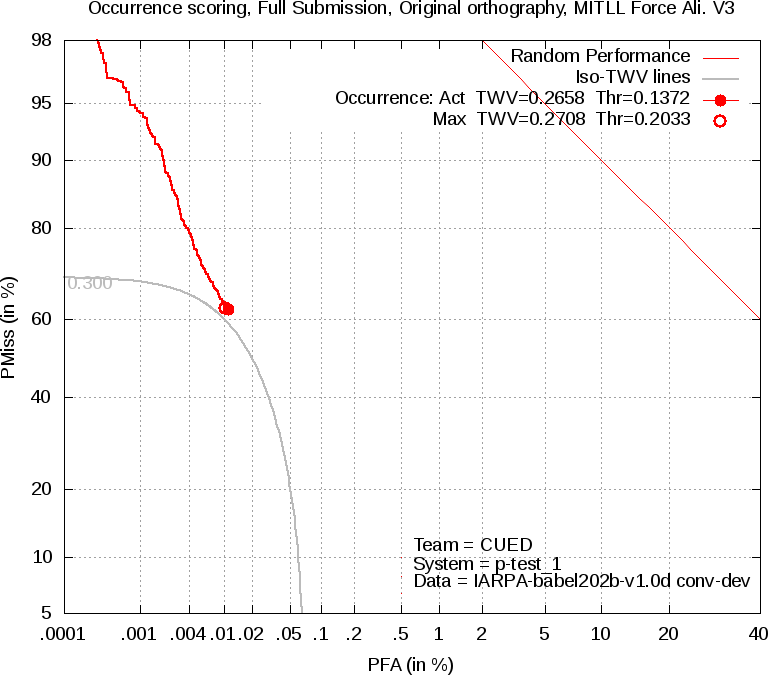 Occurrence scoring, Full Submission, Original orthography, MITLL Force Ali. V3
98
95
90
80
60
40
20
10
5
PMiss (in %)
Random Performance
Iso-TWV lines
Occurrence: Act TWV=0.2658 Thr=0.1372
Max TWV=0.2708 Thr=0.2033
0.300
Team = CUED
System = p-test_1
Data = IARPA-babel202b-v1.0d conv-dev
.0001 .001 .004 .01 .02 .05 .1 .2 .5 1 2 5 10 20 40
PFA (in %)